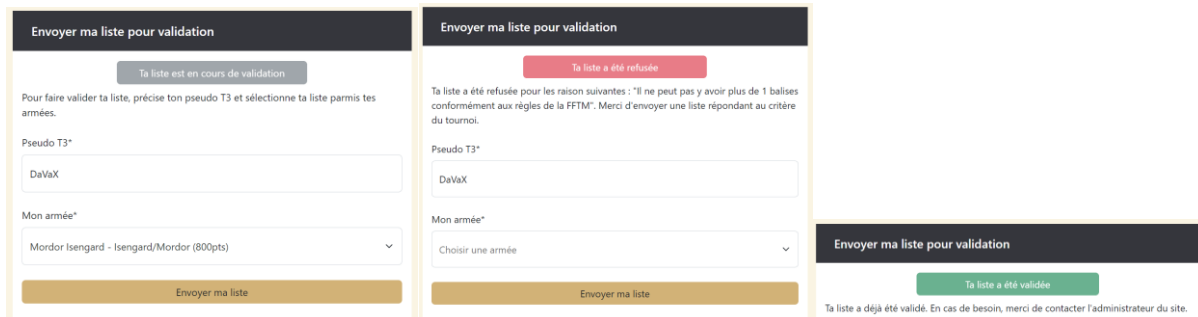 Envoyer ma liste pour validation
Ta liste est en cours de validation
Pour faire valider ta liste, précise ton pseudo T3 et sélectionne ta liste parmis tes
armées.
Pseudo T3*
DaVaX
Mon armée*
Mordor Isengard - Isengard/Mordor (800pts)
Envoyer ma liste
Envoyer ma liste pour validation
Ta liste a été refusée
Ta liste a été refusée pour les raison suivantes : "Il ne peut pas y avoir plus de 1 balises
conformément aux règles de la FFTM". Merci d'envoyer une liste répondant au critère
du tournoi.
Pseudo T3*
DaVaX
Mon armée*
Choisir une armée
Envoyer ma liste
Envoyer ma liste pour validation
Ta liste a été validée
Ta liste a déjà été validé. En cas de besoin, merci de contacter l'administrateur du site.